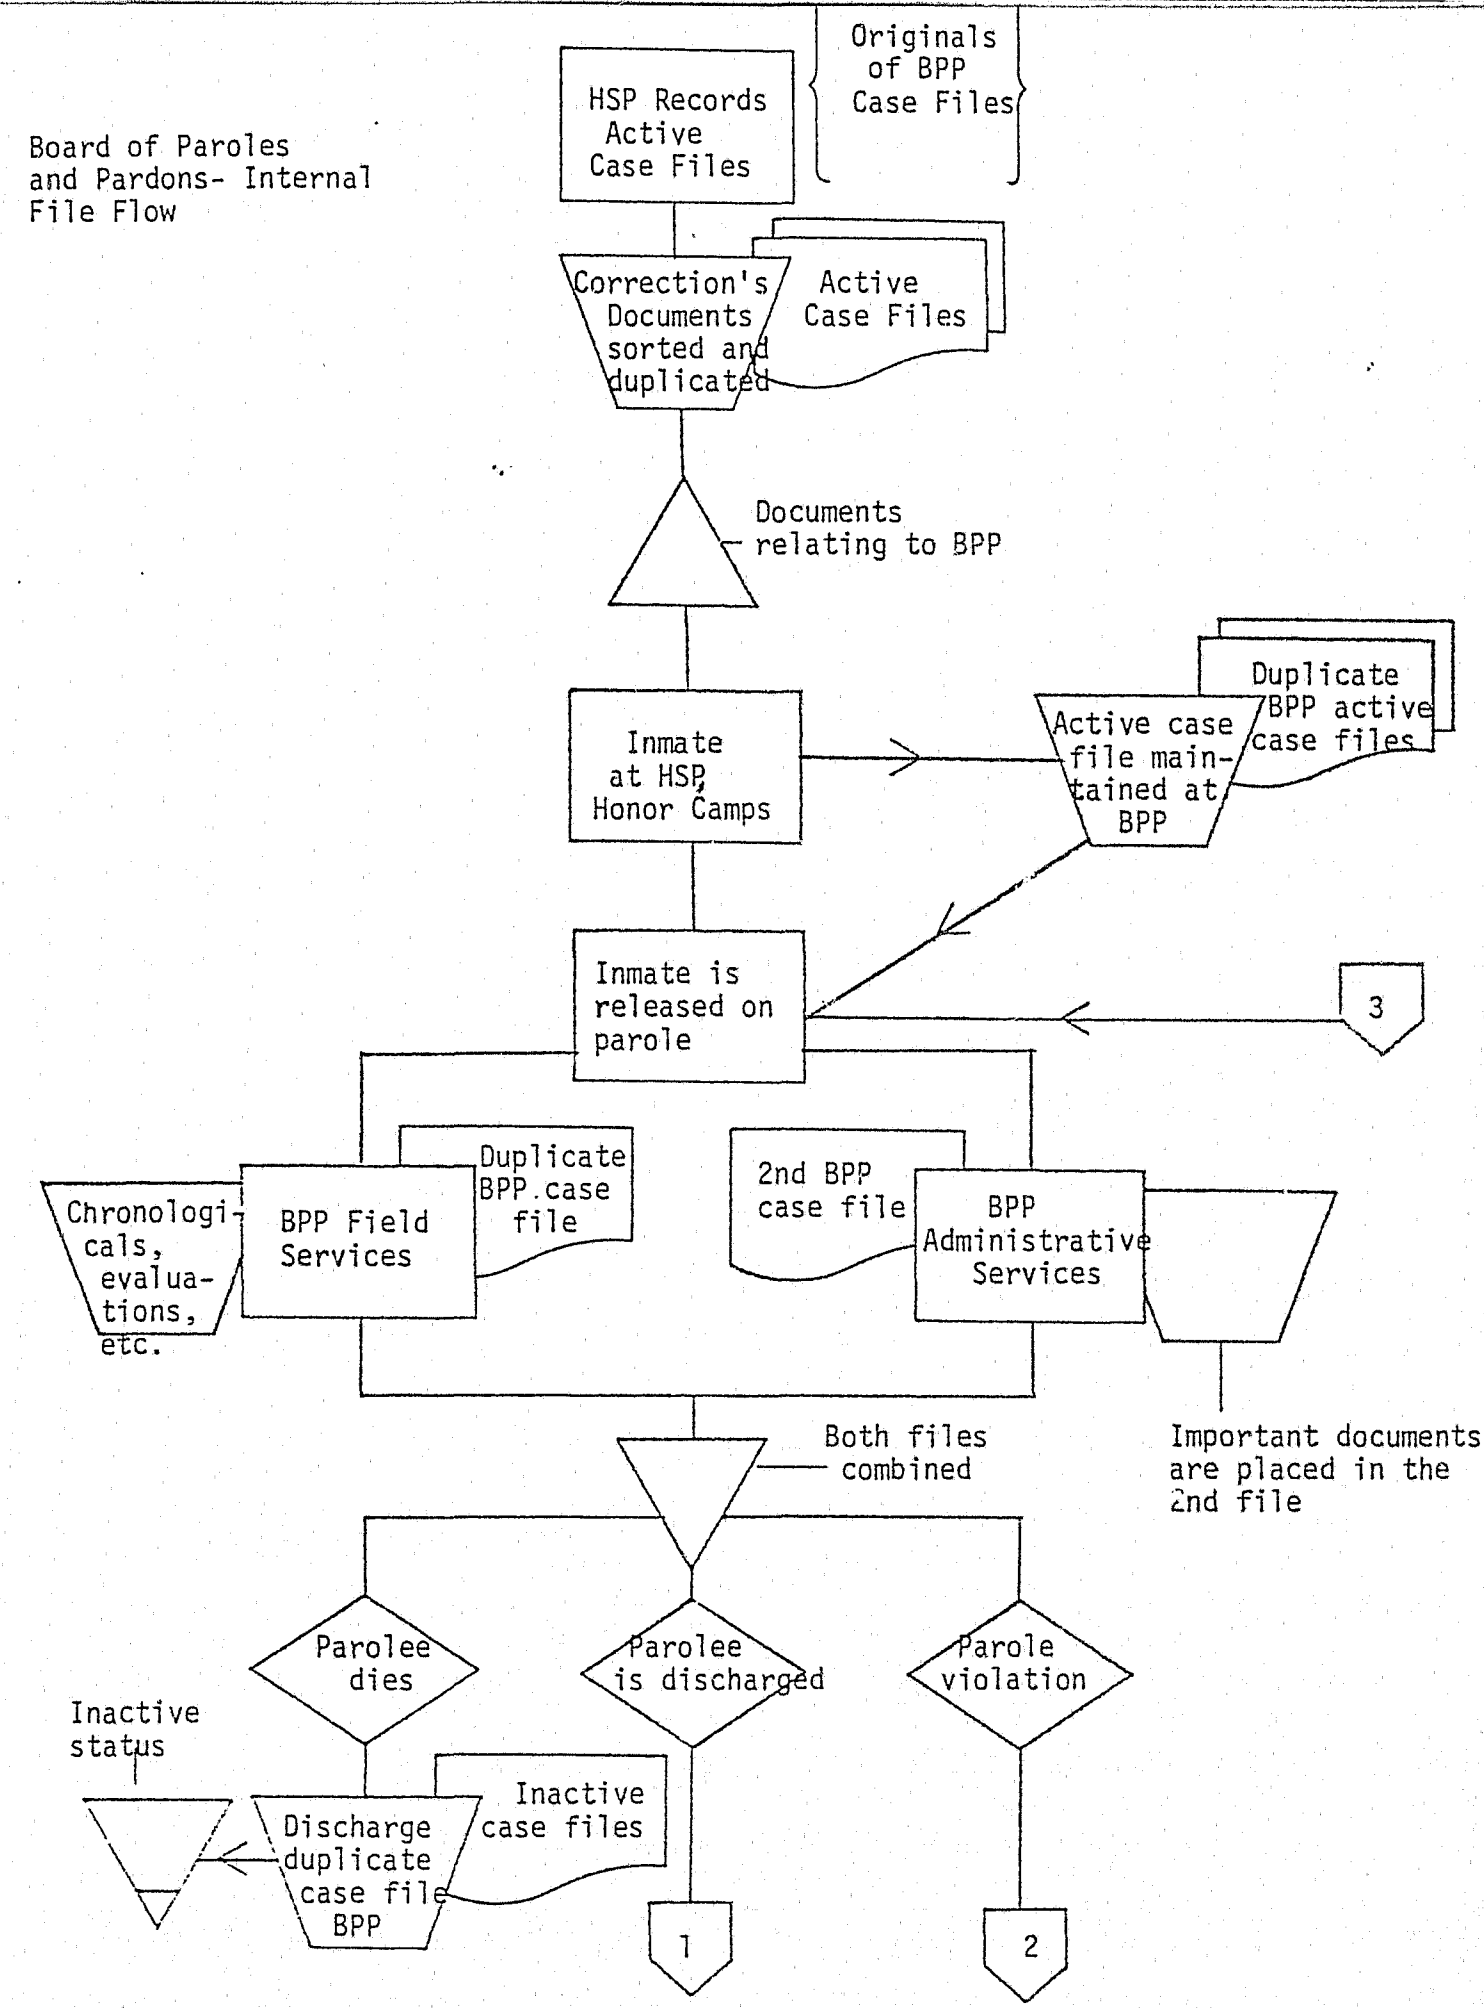 Originals
of BPP
Case Files
HSP Records
Active
Case Files
Board of Paroles
and Pardons- Internal
File Flow
Correction's
Documents
sorted and
duplicated
Active
Case Files
Documents
relating to BPP
Duplicate
BPP active
case files
Active case
file main-
tained at
BPP
Inmate
at HSP,
Honor Camps
Inmate is
released on
parole
3
Duplicate
BPP case
file
2nd BPP
case file
Chronologi-
cals,
evalua-
tions,
etc.
BPP Field
Services
BPP
Administrative
Services
Both files
combined
Important documents
are placed in the
2nd file
Parolee
dies
Parolee
is discharged
Parole
violation
Inactive
status
Inactive
case files
Discharge
duplicate
case file
BPP
1
2